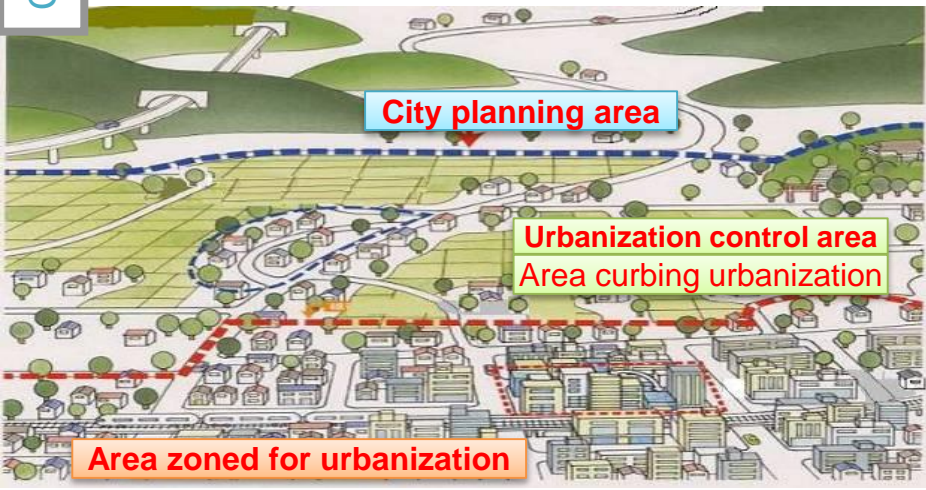 City planning area
Urbanization control area
Area curbing urbanization
Area zoned for urbanization